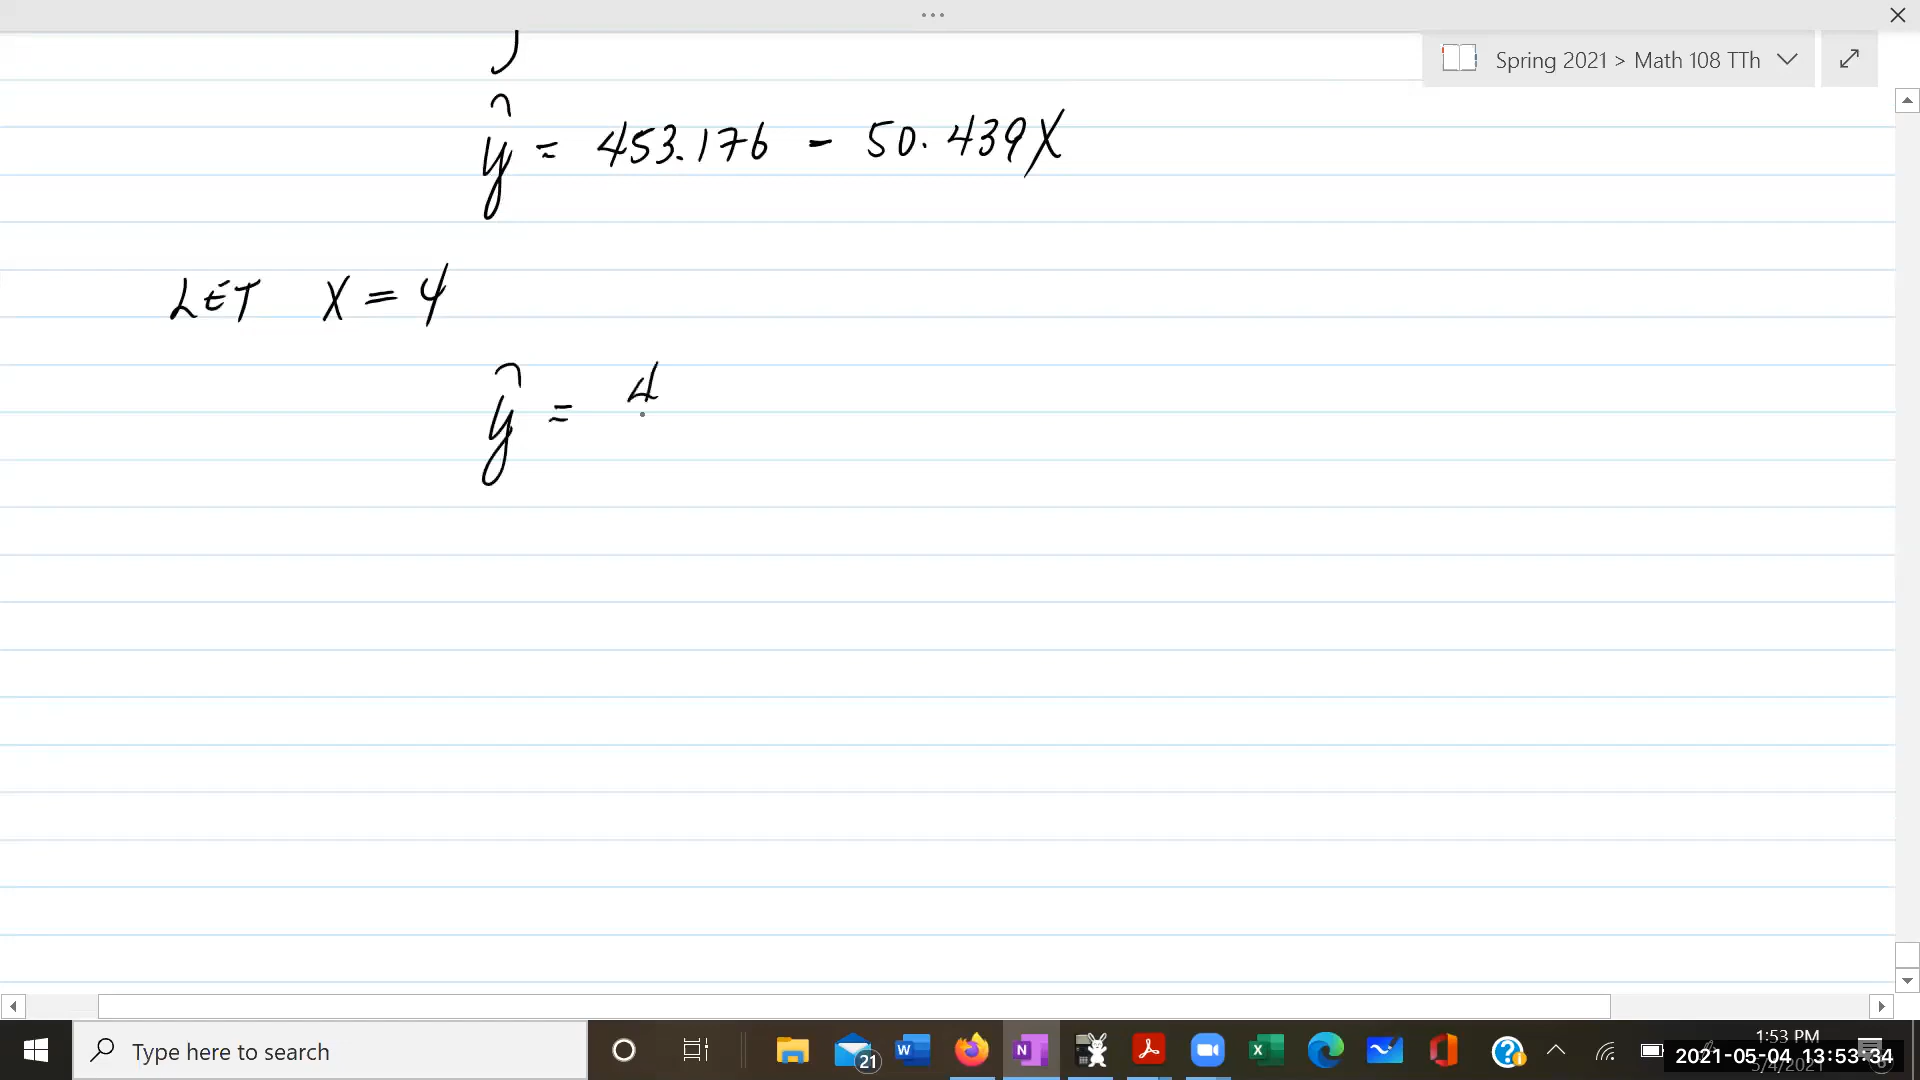 Spring 2021 > Math 108 TTh
ŷ = 453.176 - 50.439X
LET X = 4
ŷ = 4
Type here to search
21
1:53 PM
2021-05-04 13:53:34